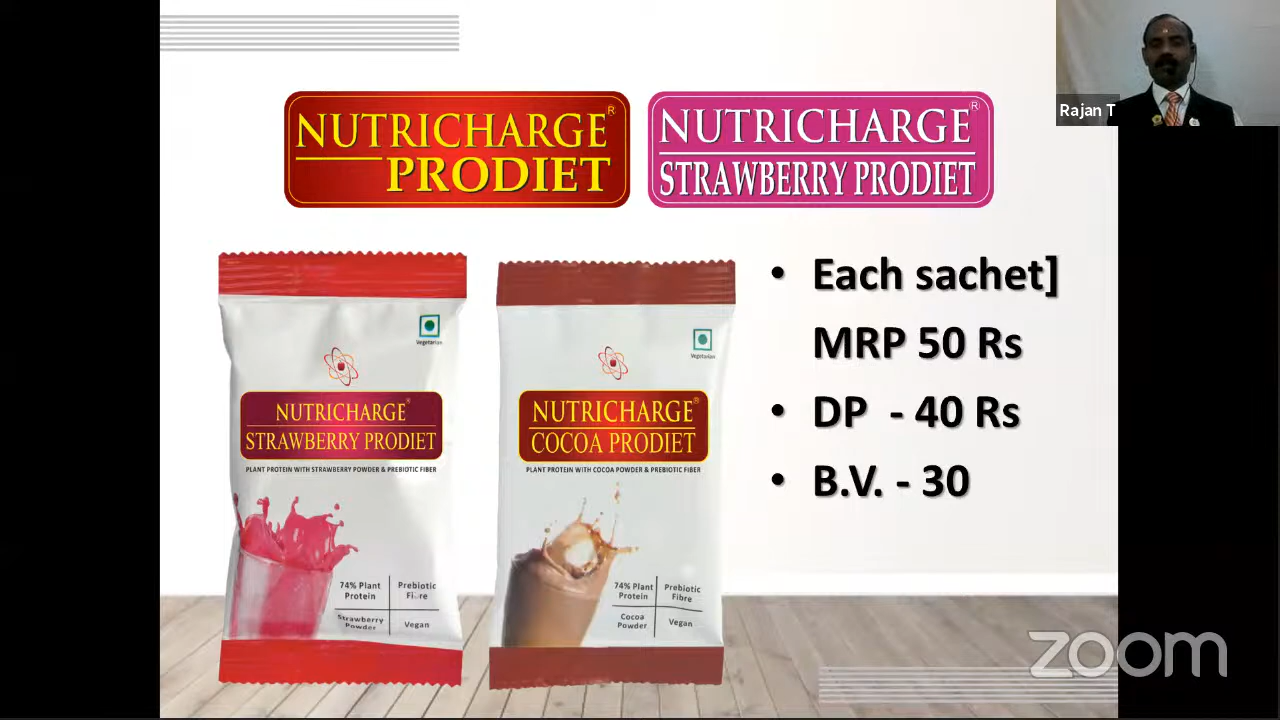 Rajan T
NUTRICHARGE®
PRODIET
NUTRICHARGE®
STRAWBERRY PRODIET
• Each sachet]
MRP 50 Rs
• DP - 40 Rs
• B.V. - 30
Vegetarian
NUTRICHARGE®
STRAWBERRY PRODIET
PLANT PROTEIN WITH STRAWBERRY POWDER & PREBIOTIC FIBER
74% Plant
Protein
Prebiotic
Fibre
Strawberry
Powder
Vegan
Vegetarian
NUTRICHARGE®
COCOA PRODIET
PLANT PROTEIN WITH COCOA POWDER & PREBIOTIC FIBER
74% Plant
Protein
Prebiotic
Fibre
Cocoa
Powder
Vegan
zoom